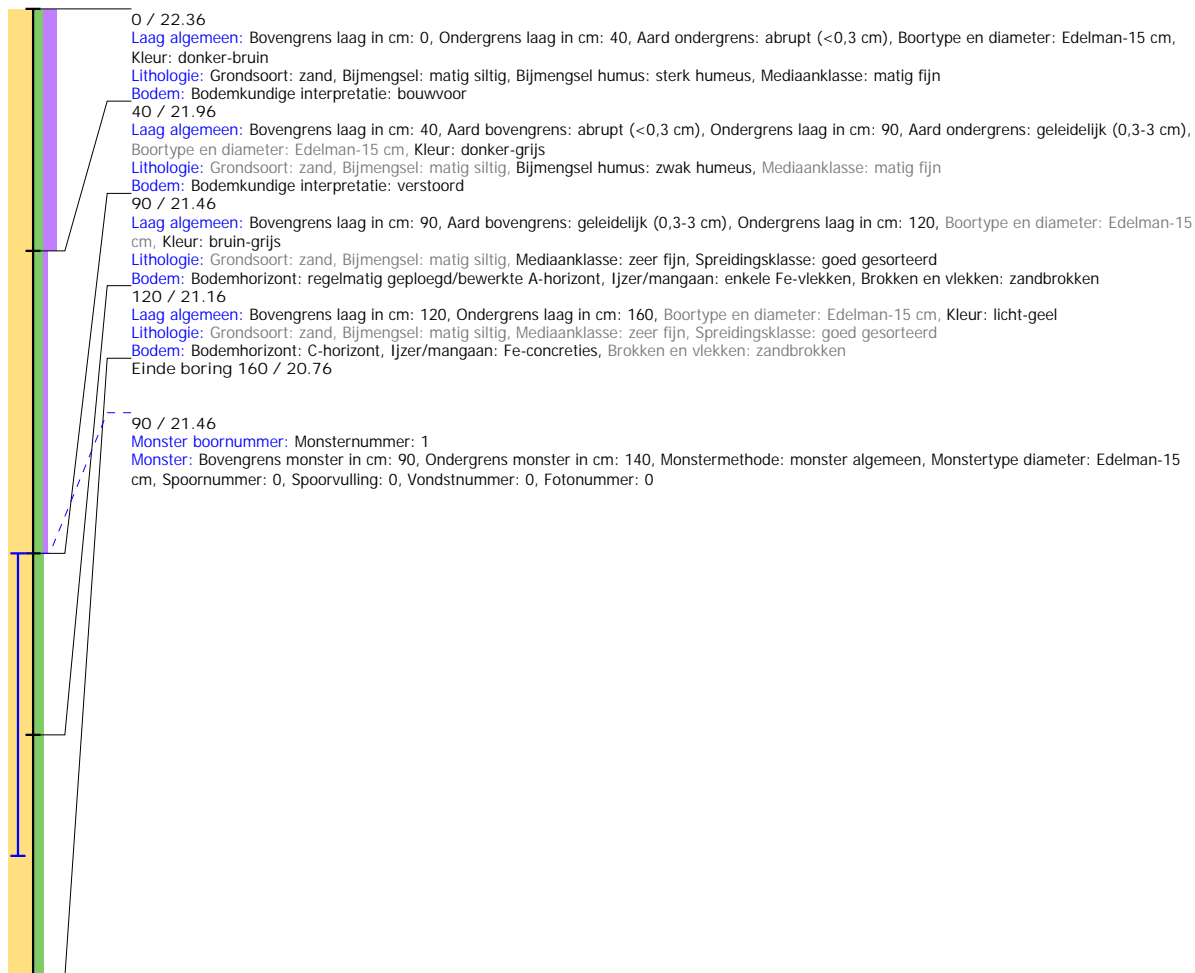 0 / 22.36
Laag algemeen: Bovengrens laag in cm: 0, Ondergrens laag in cm: 40, Aard ondergrens: abrupt (<0,3 cm), Boortype en diameter: Edelman-15 cm,
Kleur: donker-bruin
Lithologie: Grondsoort: zand, Bijmengsel: matig siltig, Bijmengsel humus: sterk humeus, Mediaanklasse: matig fijn
Bodem: Bodemkundige interpretatie: bouwvoor
40 / 21.96
Laag algemeen: Bovengrens laag in cm: 40, Aard bovengrens: abrupt (<0,3 cm), Ondergrens laag in cm: 90, Aard ondergrens: geleidelijk (0,3-3 cm),
Boortype en diameter: Edelman-15 cm, Kleur: donker-grijs
Lithologie: Grondsoort: zand, Bijmengsel: matig siltig, Bijmengsel humus: zwak humeus, Mediaanklasse: matig fijn
Bodem: Bodemkundige interpretatie: verstoord
90 / 21.46
Laag algemeen: Bovengrens laag in cm: 90, Aard bovengrens: geleidelijk (0,3-3 cm), Ondergrens laag in cm: 120, Boortype en diameter: Edelman-15
cm, Kleur: bruin-grijs
Lithologie: Grondsoort: zand, Bijmengsel: matig siltig, Mediaanklasse: zeer fijn, Spreidingsklasse: goed gesorteerd
Bodem: Bodemhorizont: regelmatig geploegd/bewerkte A-horizont, Ijzer/mangaan: enkele Fe-vlekken, Brokken en vlekken: zandbrokken
120 / 21.16
Laag algemeen: Bovengrens laag in cm: 120, Ondergrens laag in cm: 160, Boortype en diameter: Edelman-15 cm, Kleur: licht-geel
Lithologie: Grondsoort: zand, Bijmengsel: matig siltig, Mediaanklasse: zeer fijn, Spreidingsklasse: goed gesorteerd
Bodem: Bodemhorizont: C-horizont, Ijzer/mangaan: Fe-concreties, Brokken en vlekken: zandbrokken
Einde boring 160 / 20.76
90 / 21.46
Monster boornummer: Monsternummer: 1
Monster: Bovengrens monster in cm: 90, Ondergrens monster in cm: 140, Monstermethode: monster algemeen, Monstertype diameter: Edelman-15
cm, Spoornummer: 0, Spoorvulling: 0, Vondstnummer: 0, Fotonummer: 0